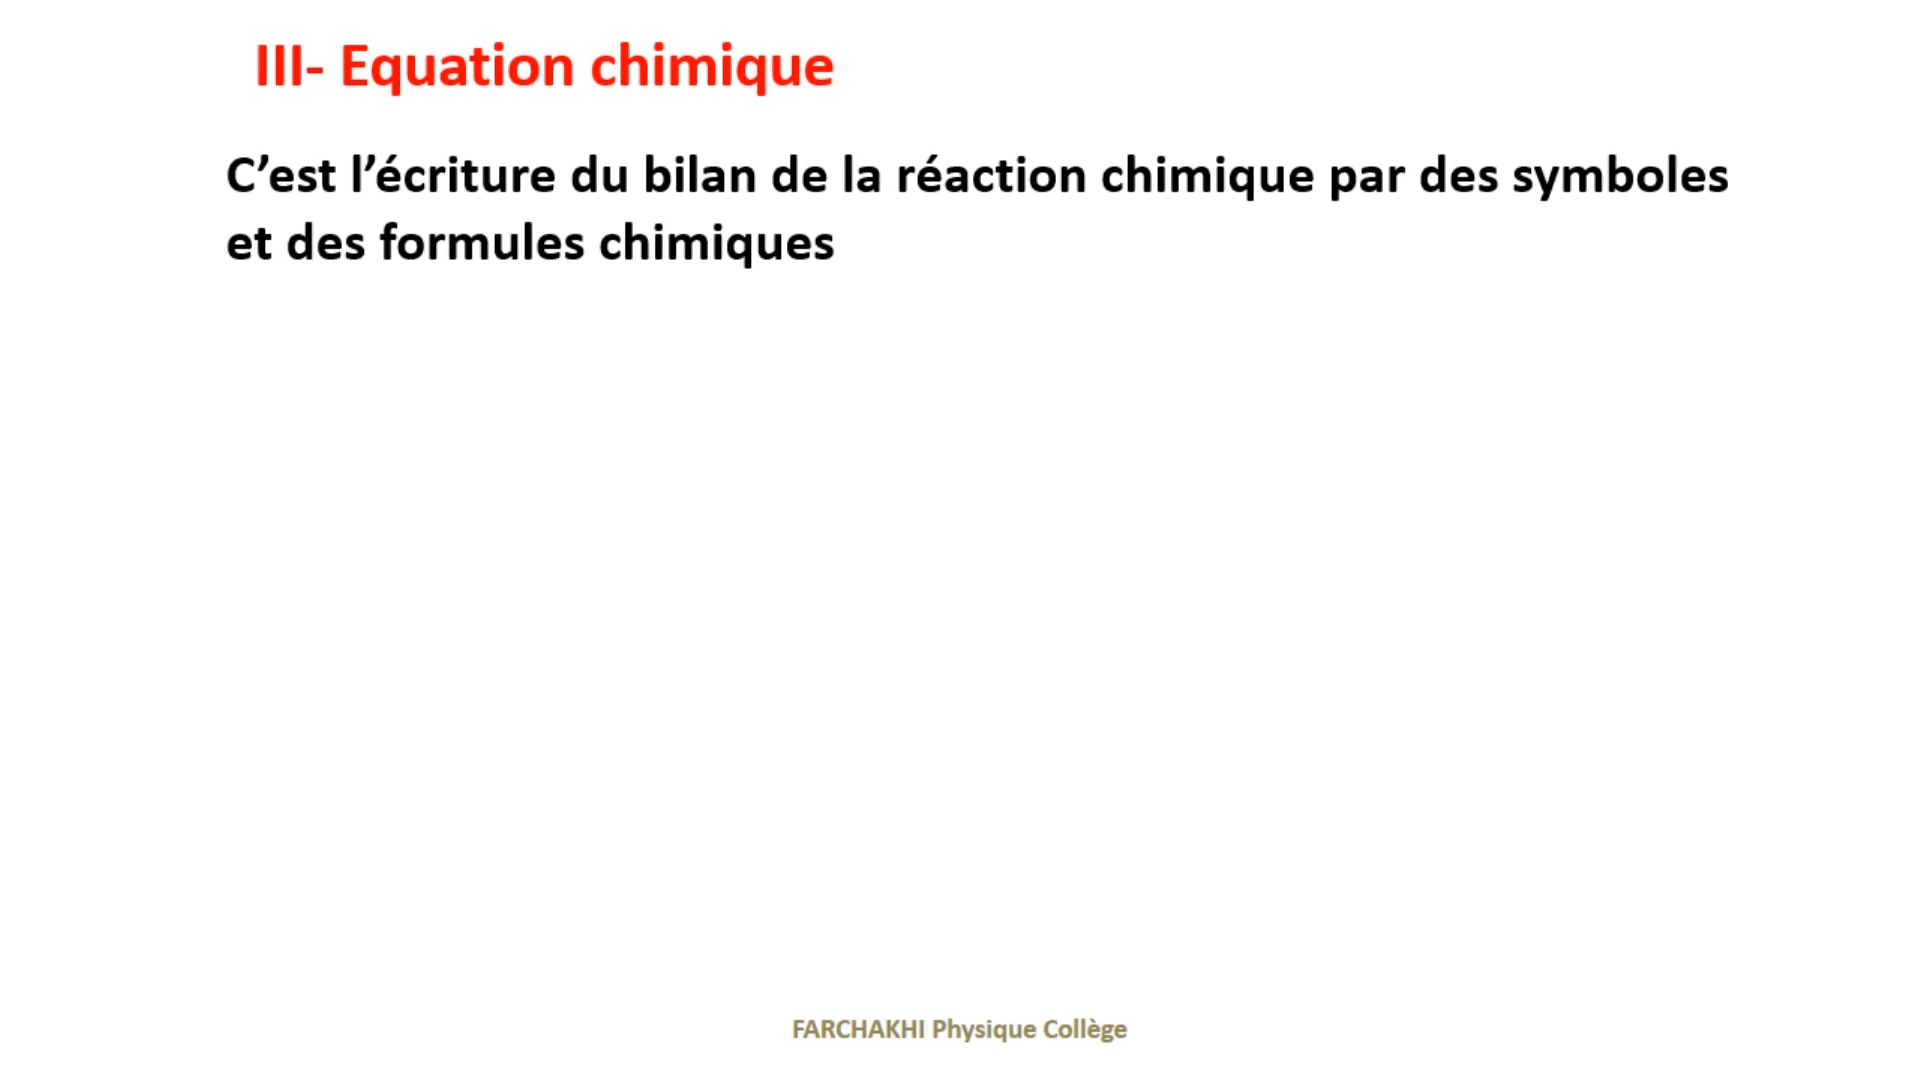 III- Equation chimique
C’est l’écriture du bilan de la réaction chimique par des symboles
et des formules chimiques
FARCHAKHI Physique Collège